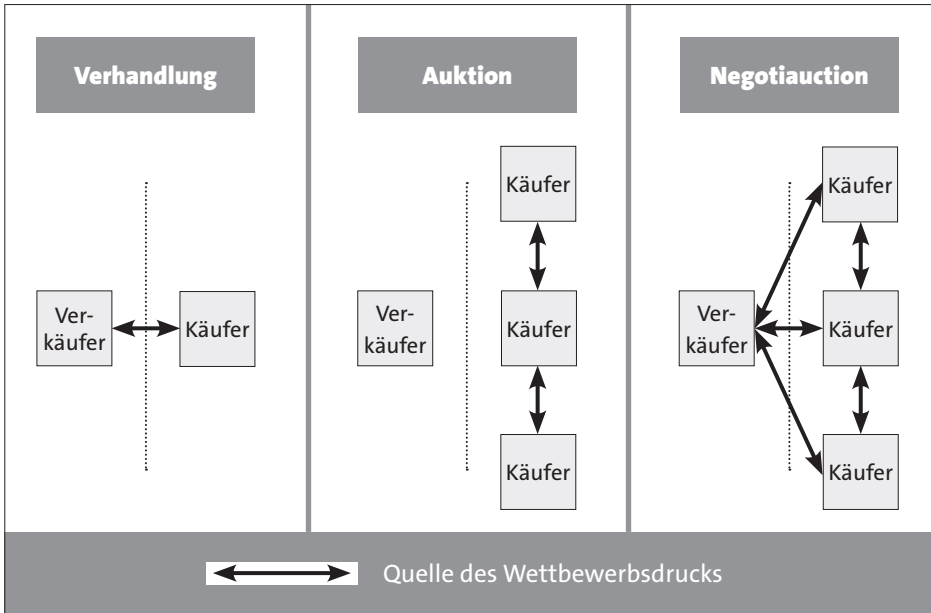 Verhandlung
Ver-
käufer
Käufer
Auktion
Käufer
Ver-
käufer
Käufer
Käufer
Negotiauction
Käufer
Ver-
käufer
Käufer
Käufer
Quelle des Wettbewerbsdrucks